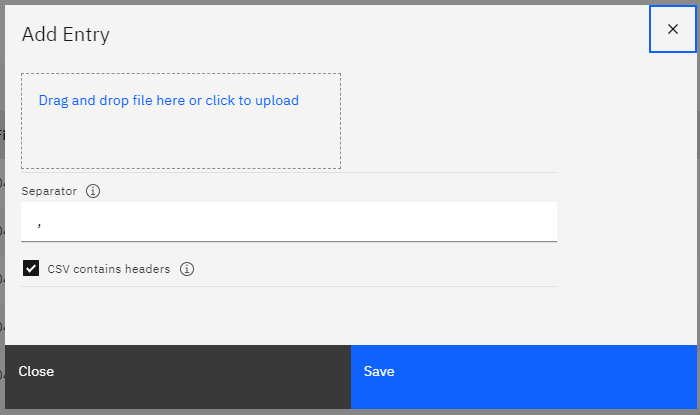 Add Entry
Drag and drop file here or click to upload
Separator
,
CSV contains headers
Close
Save